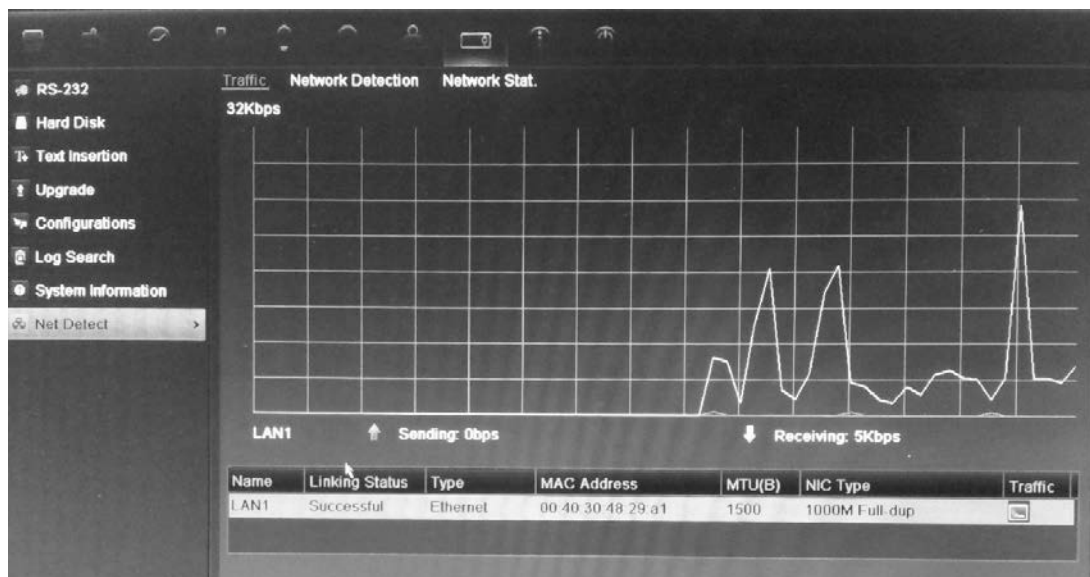 Traffic Network Detection Network Stat.
RS-232
Hard Disk
Text Insertion
Upgrade
Configurations
Log Search
System Information
Net Detect
32Kbps
LAN1 Sending: 0bps Receiving: 5Kbps
Name Linking Status Type MAC Address MTU(B) NIC Type Traffic
LAN1 Successful Ethernet 00:40:30:48:29:a1 1500 1000M Full-dup